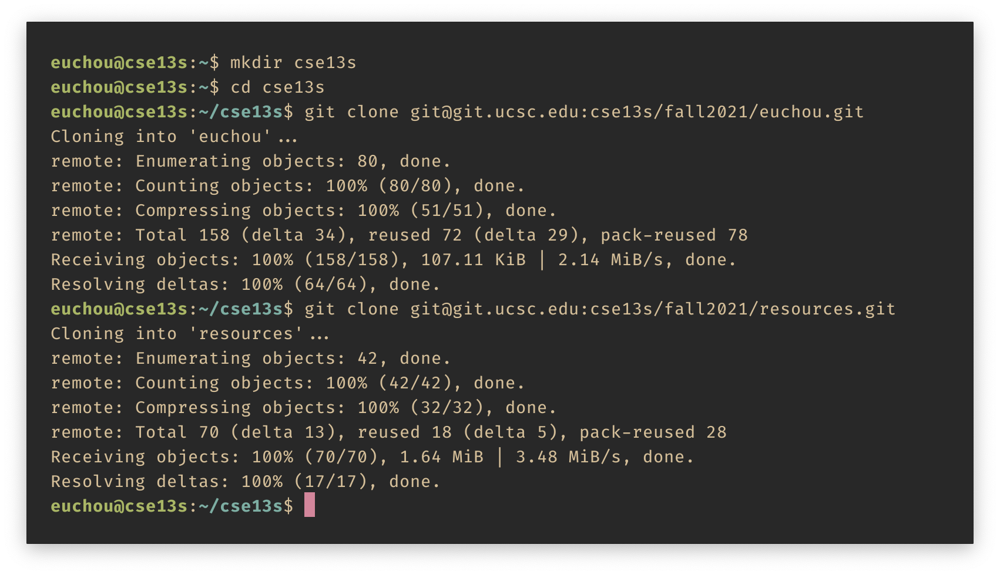 euchou@cse13s:~$ mkdir cse13s
euchou@cse13s:~$ cd cse13s
euchou@cse13s:~/cse13s$ git clone git@git.ucsc.edu:cse13s/fall2021/euchou.git
Cloning into 'euchou'...
remote: Enumerating objects: 80, done.
remote: Counting objects: 100% (80/80), done.
remote: Compressing objects: 100% (51/51), done.
remote: Total 158 (delta 34), reused 72 (delta 29), pack-reused 78
Receiving objects: 100% (158/158), 107.11 KiB | 2.14 MiB/s, done.
Resolving deltas: 100% (64/64), done.
euchou@cse13s:~/cse13s$ git clone git@git.ucsc.edu:cse13s/fall2021/resources.git
Cloning into 'resources'...
remote: Enumerating objects: 42, done.
remote: Counting objects: 100% (42/42), done.
remote: Compressing objects: 100% (32/32), done.
remote: Total 70 (delta 13), reused 18 (delta 5), pack-reused 28
Receiving objects: 100% (70/70), 1.64 MiB | 3.48 MiB/s, done.
Resolving deltas: 100% (17/17), done.
euchou@cse13s:~/cse13s$